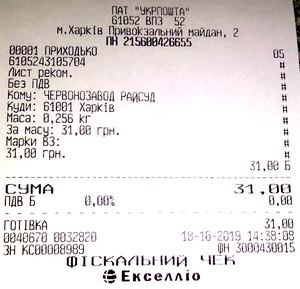 ПАТ "УКРПОШТА"
61052 ВПЗ 52
м.Харків Привокзальний майдан, 2
ПН 215600426655
00001 ПРИХОДЬКО 05
6105243105704 #
Лист реком. #
Без ПДВ #
Кому: ЧЕРВОНОЗАВОД РАЙСУД #
Куди: 61001 Харків #
Маса: 0,256 кг #
За масу: 31,00 грн. #
Марки ВЗ: #
31,00 грн. #
31,00 Б
СУМА 31,00
ПДВ Б 0,00% 0,00
ГОТІВКА 31,00
0040670 0032820 18-10-2019 14:38:08
ЗН КС00008989 ФН 3000430015
ФІСКАЛЬНИЙ ЧЕК
Екселліо